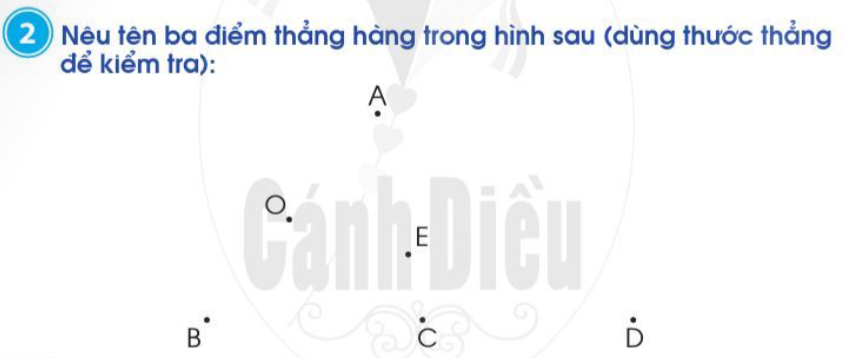 2 Nêu tên ba điểm thẳng hàng trong hình sau (dùng thước thẳng
để kiểm tra):
A
O
E
Cánh Diều
B C D